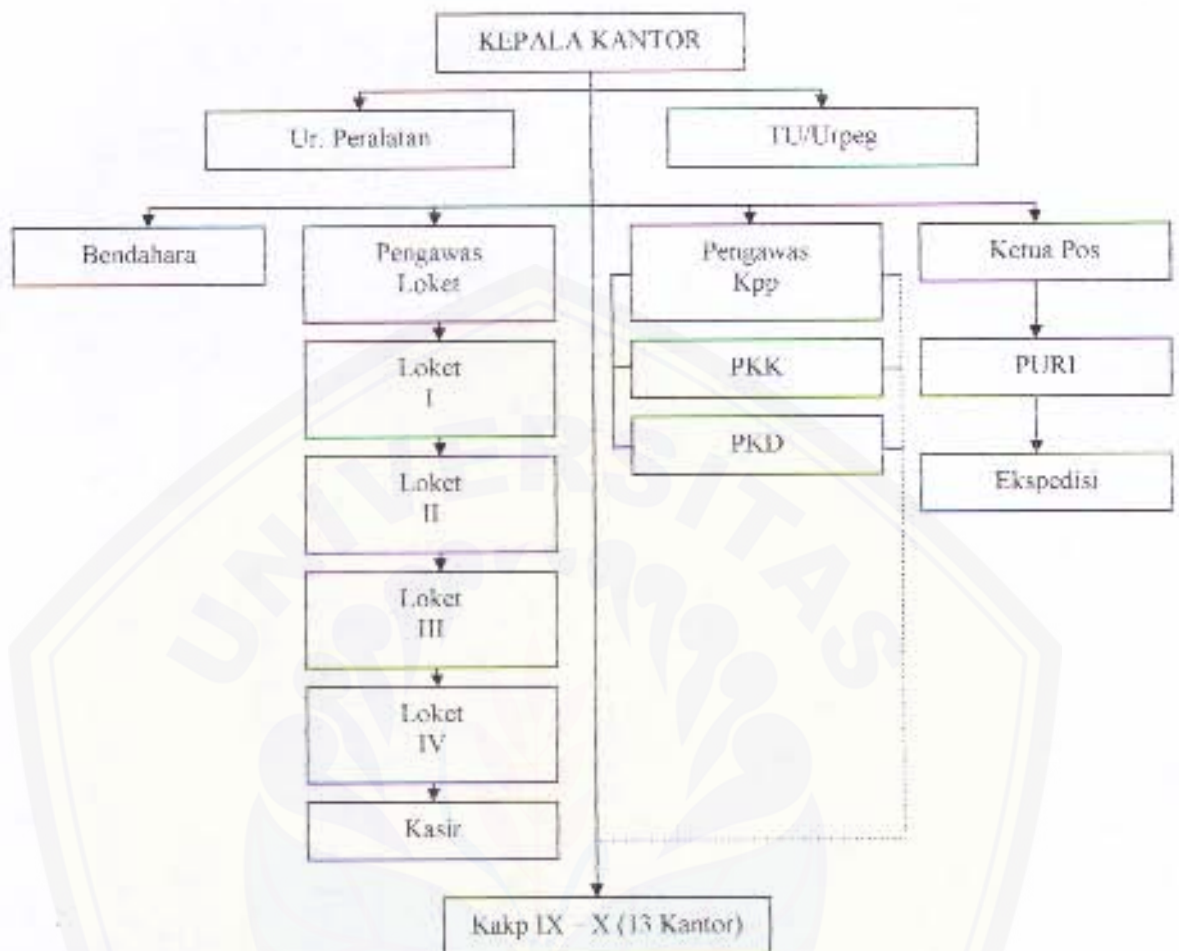 KEPALA KANTOR
Ur. Peralatan
TU/Urpeg
Bendahara
Pengawas
Loket
Pengawas
Kpp
Ketua Pos
Loket
I
PKK
PURI
PKD
Loket
II
Ekspedisi
Loket
III
Loket
IV
Kasir
Kakp IX – X (13 Kantor)
UNIVERSITAS